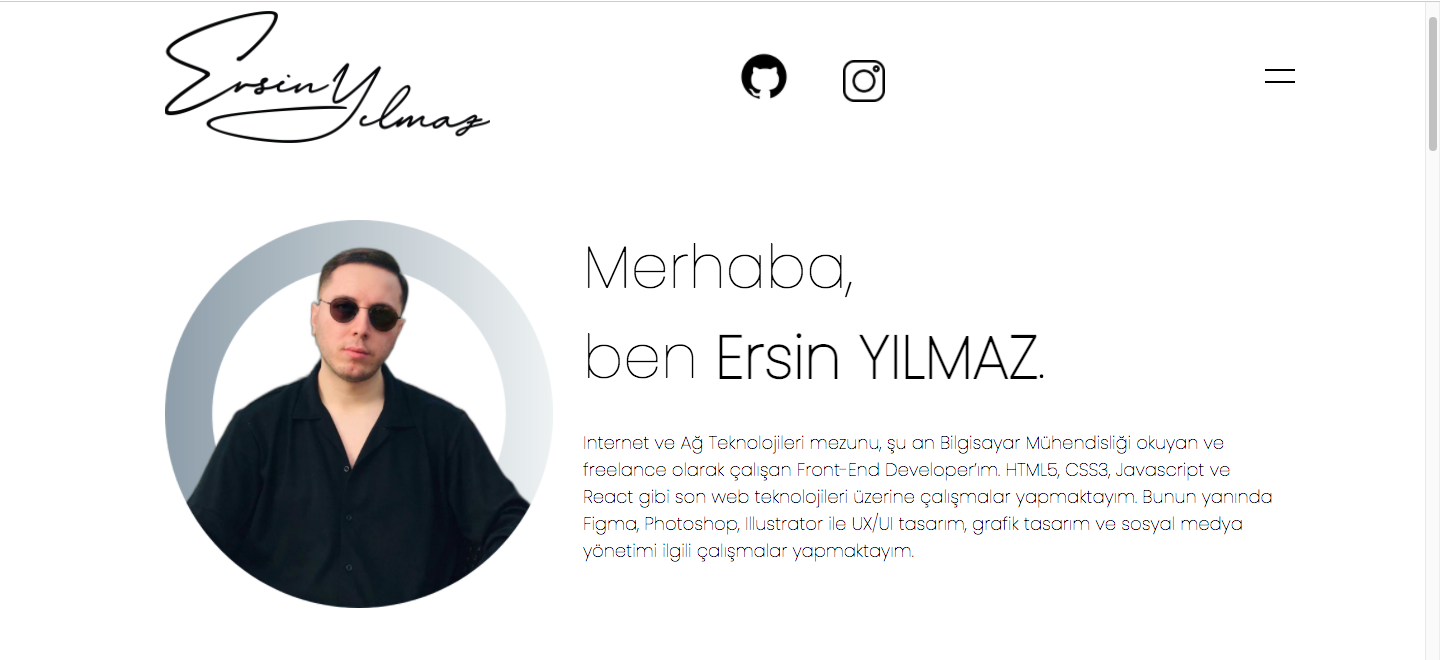 Ersin Yılmaz
Merhaba,
ben Ersin YILMAZ.
Internet ve Ağ Teknolojileri mezunu, şu an Bilgisayar Mühendisliği okuyan ve
freelance olarak çalışan Front-End Developer'ım. HTML5, CSS3, Javascript ve
React gibi son web teknolojileri üzerine çalışmalar yapmaktayım. Bunun yanında
Figma, Photoshop, Illustrator ile UX/UI tasarım, grafik tasarım ve sosyal medya
yönetimi ilgili çalışmalar yapmaktayım.